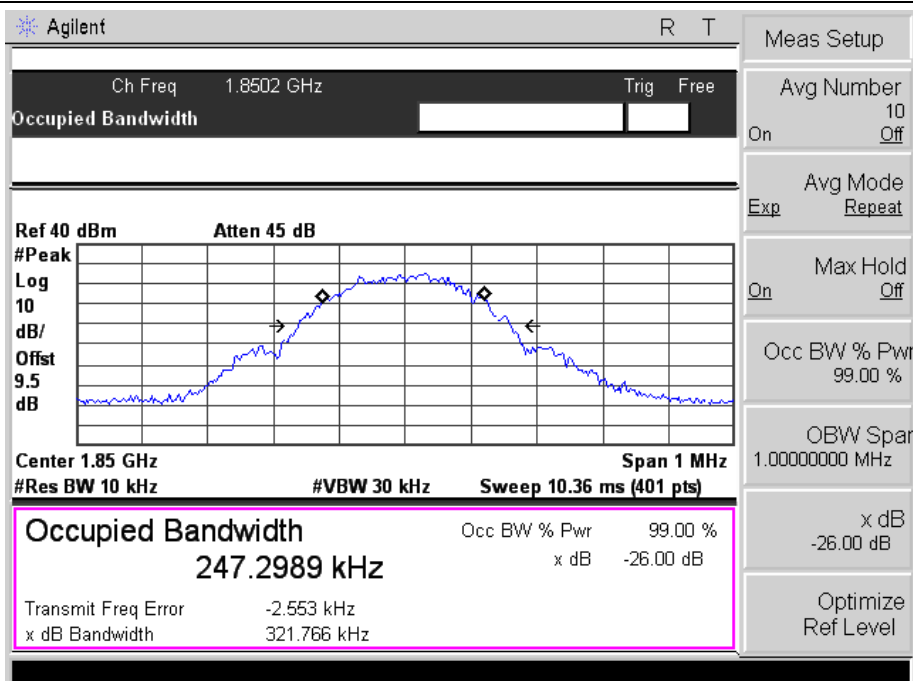 Agilent R T
Meas Setup
Ch Freq 1.8502 GHz Trig Free
Occupied Bandwidth
Avg Number
10
On Off
Avg Mode
Exp Repeat
Ref 40 dBm Atten 45 dB
#Peak
Log
10
dB/
Offst
9.5
dB
Max Hold
On Off
Occ BW % Pwr
99.00 %
Center 1.85 GHz Span 1 MHz
#Res BW 10 kHz #VBW 30 kHz Sweep 10.36 ms (401 pts)
OBW Span
1.00000000 MHz
Occupied Bandwidth
247.2989 kHz
Occ BW % Pwr 99.00 %
x dB -26.00 dB
Transmit Freq Error -2.553 kHz
x dB Bandwidth 321.766 kHz
x dB
-26.00 dB
Optimize
Ref Level